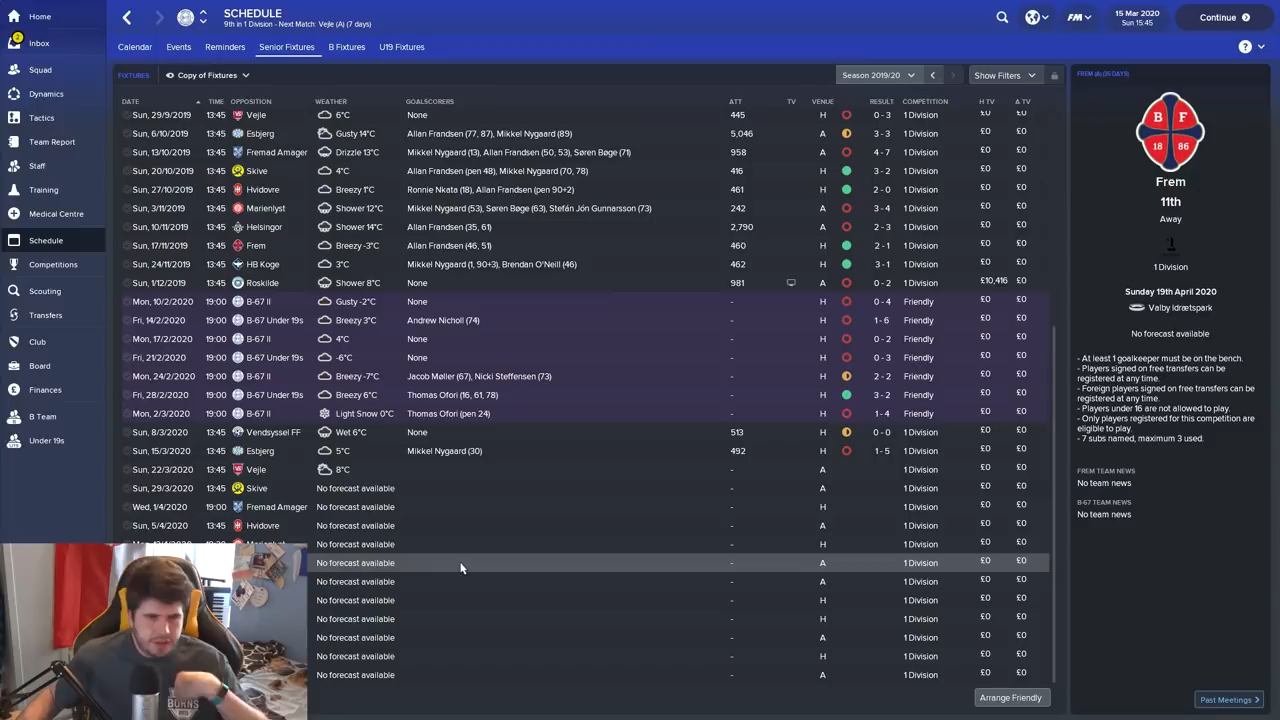 Home
2
Inbox
Squad
Dynamics
Tactics
Team Report
Staff
Training
Medical Centre
Schedule
Competitions
Scouting
Transfers
Club
Board
Finances
B Team
Under 19s
SCHEDULE
9th in 1 Division - Next Match: Vejle (A) (7 days)
FM
15 Mar 2020
Sun 15:45
Continue
Calendar Events Reminders Senior Fixtures B Fixtures U19 Fixtures
?
FIXTURES Copy of Fixtures Season 2019/20 Show Filters
DATE TIME OPPOSITION WEATHER GOALSCORERS ATT TV VENUE RESULT COMPETITION H TV A TV
Sun, 29/9/2019 13:45 Vejle 6°C None 445 H 0 - 3 1 Division £0 £0
Sun, 6/10/2019 13:45 Esbjerg Gusty 14°C Allan Frandsen (77, 87), Mikkel Nygaard (89) 5,046 A 3 - 3 1 Division £0 £0
Sun, 13/10/2019 13:45 Fremad Amager Drizzle 13°C Mikkel Nygaard (13), Allan Frandsen (50, 53), Søren Bøge (71) 958 A 4 - 7 1 Division £0 £0
Sun, 20/10/2019 13:45 Skive 4°C Allan Frandsen (pen 48), Mikkel Nygaard (70, 78) 416 H 3 - 2 1 Division £0 £0
Sun, 27/10/2019 13:45 Hvidovre Breezy 1°C Ronnie Nkata (18), Allan Frandsen (pen 90+2) 461 H 2 - 0 1 Division £0 £0
Sun, 3/11/2019 13:45 Marienlyst Shower 12°C Mikkel Nygaard (53), Søren Bøge (63), Stefán Jón Gunnarsson (73) 242 A 3 - 4 1 Division £0 £0
Sun, 10/11/2019 13:45 Helsingor Shower 14°C Allan Frandsen (35, 61) 2,790 A 2 - 3 1 Division £0 £0
Sun, 17/11/2019 13:45 Frem Breezy -3°C Allan Frandsen (46, 51) 460 H 2 - 1 1 Division £0 £0
Sun, 24/11/2019 13:45 HB Koge 3°C Mikkel Nygaard (1, 90+3), Brendan O'Neill (46) 462 H 3 - 1 1 Division £0 £0
Sun, 1/12/2019 13:45 Roskilde Shower 8°C None 981 A 0 - 2 1 Division £10,416 £0
Mon, 10/2/2020 19:00 B-67 II Gusty -2°C None - H 0 - 4 Friendly £0 £0
Fri, 14/2/2020 19:00 B-67 Under 19s Breezy 3°C Andrew Nicholl (74) - H 1 - 6 Friendly £0 £0
Mon, 17/2/2020 19:00 B-67 II 4°C None - H 0 - 2 Friendly £0 £0
Fri, 21/2/2020 19:00 B-67 Under 19s -6°C None - H 0 - 3 Friendly £0 £0
Mon, 24/2/2020 19:00 B-67 II Breezy -7°C Jacob Møller (67), Nicki Steffensen (73) - H 2 - 2 Friendly £0 £0
Fri, 28/2/2020 19:00 B-67 Under 19s Breezy 6°C Thomas Ofori (16, 61, 78) - H 3 - 2 Friendly £0 £0
Mon, 2/3/2020 19:00 B-67 II Light Snow 0°C Thomas Ofori (pen 24) - H 1 - 4 Friendly £0 £0
Sun, 8/3/2020 13:45 Vendsyssel FF Wet 6°C None 513 H 0 - 0 1 Division £0 £0
Sun, 15/3/2020 13:45 Esbjerg 5°C Mikkel Nygaard (30) 492 H 1 - 5 1 Division £0 £0
Sun, 22/3/2020 13:45 Vejle 8°C - A 1 Division £0 £0
Sun, 29/3/2020 13:45 Skive No forecast available - A 1 Division £0 £0
Wed, 1/4/2020 19:00 Fremad Amager No forecast available - H 1 Division £0 £0
Sun, 5/4/2020 13:45 Hvidovre No forecast available - A 1 Division £0 £0
No forecast available - H 1 Division £0 £0
No forecast available - A 1 Division £0 £0
No forecast available - A 1 Division £0 £0
No forecast available - H 1 Division £0 £0
No forecast available - H 1 Division £0 £0
No forecast available - A 1 Division £0 £0
No forecast available - H 1 Division £0 £0
No forecast available - A 1 Division £0 £0
Arrange Friendly
FREM (A) (35 DAYS)
B F
18 86
Frem
11th
Away
1 Division
Sunday 19th April 2020
Valby Idrætspark
No forecast available
- At least 1 goalkeeper must be on the bench.
- Players signed on free transfers can be
registered at any time.
- Foreign players signed on free transfers can be
registered at any time.
- Players under 16 are not allowed to play.
- Only players registered for this competition are
eligible to play.
- 7 subs named, maximum 3 used.
FREM TEAM NEWS
No team news
B-67 TEAM NEWS
No team news
Past Meetings
BURNS